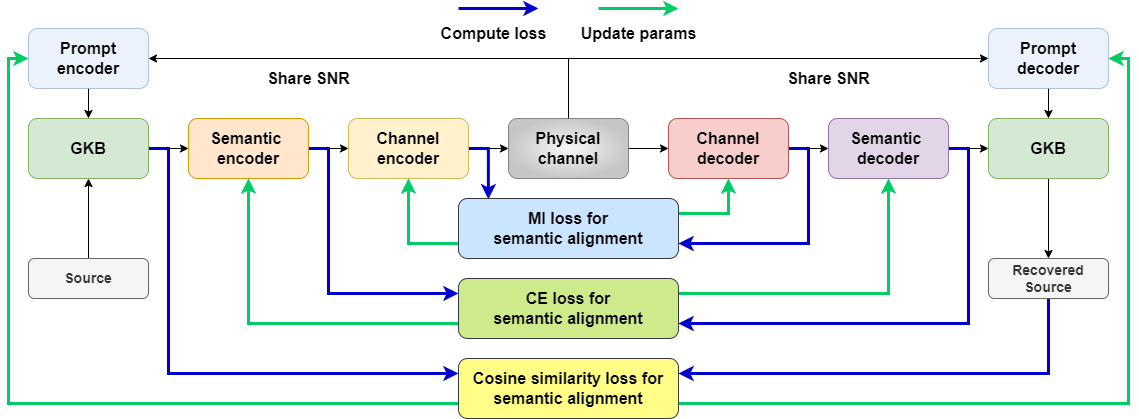 Compute loss
Update params
Prompt
encoder
Share SNR
Share SNR
Prompt
decoder
GKB
Semantic
encoder
Channel
encoder
Physical
channel
Channel
decoder
Semantic
decoder
GKB
MI loss for
semantic alignment
Source
CE loss for
semantic alignment
Recovered
Source
Cosine similarity loss for
semantic alignment